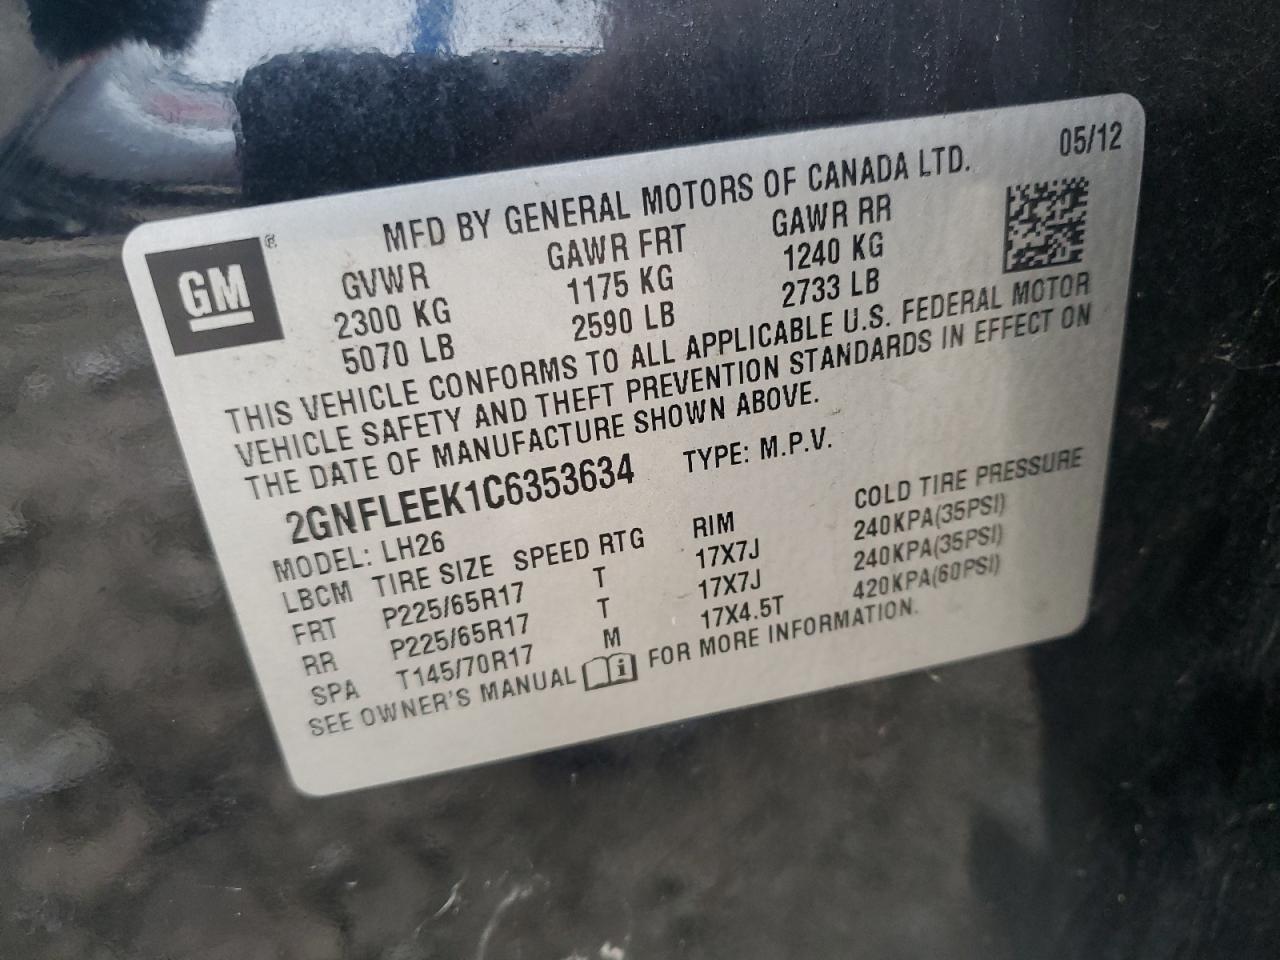 05/12
MFD BY GENERAL MOTORS OF CANADA LTD.
GM ®
GVWR GAWR FRT GAWR RR
2300 KG 1175 KG 1240 KG
5070 LB 2590 LB 2733 LB
THIS VEHICLE CONFORMS TO ALL APPLICABLE U.S. FEDERAL MOTOR
VEHICLE SAFETY AND THEFT PREVENTION STANDARDS IN EFFECT ON
THE DATE OF MANUFACTURE SHOWN ABOVE.
2GNFLEEK1C6353634 TYPE: M.P.V.
MODEL: LH26
LBCM TIRE SIZE SPEED RTG RIM COLD TIRE PRESSURE
FRT P225/65R17 T 17X7J 240KPA(35PSI)
RR P225/65R17 T 17X7J 240KPA(35PSI)
SPA T145/70R17 M 17X4.5T 420KPA(60PSI)
SEE OWNER'S MANUAL i FOR MORE INFORMATION.